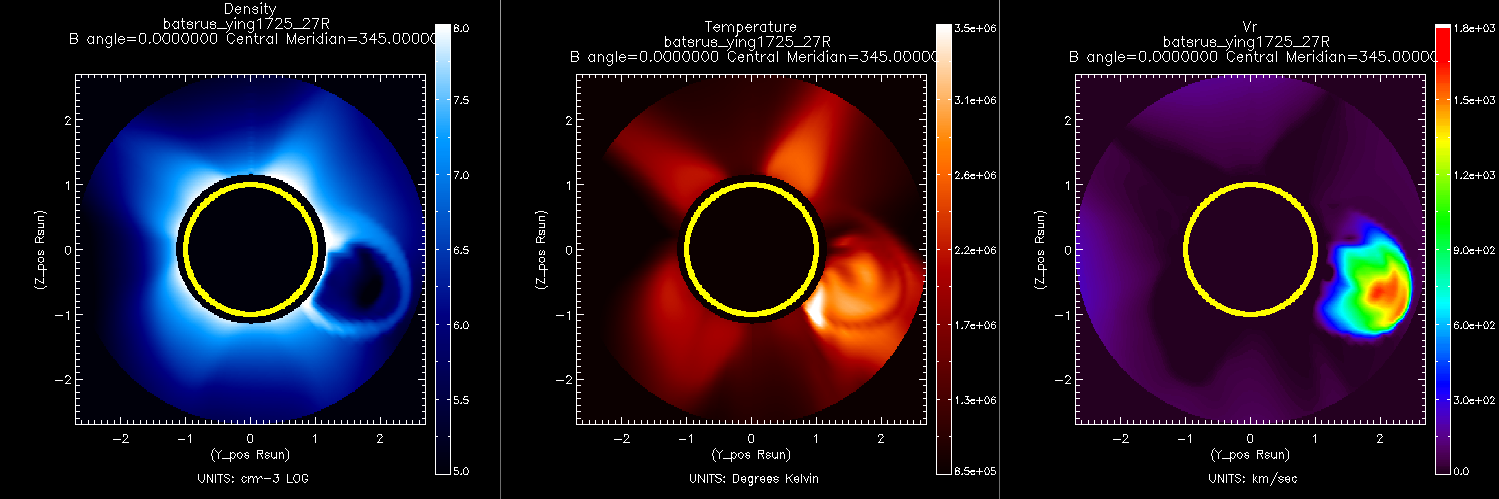 Density
batsrus_ying1725_27R
B angle=0.0000000 Central Meridian=345.00000
8.0
7.5
7.0
6.5
6.0
5.5
5.0
2
1
0
−1
−2
(Z_pos Rsun)
−2 −1 0 1 2
(Y_pos Rsun)
UNITS: cm−3 LOG
Temperature
batsrus_ying1725_27R
B angle=0.0000000 Central Meridian=345.00000
3.5e+06
3.1e+06
2.6e+06
2.2e+06
1.7e+06
1.3e+06
8.5e+05
2
1
0
−1
−2
(Z_pos Rsun)
−2 −1 0 1 2
(Y_pos Rsun)
UNITS: Degrees Kelvin
Vr
batsrus_ying1725_27R
B angle=0.0000000 Central Meridian=345.00000
1.8e+03
1.5e+03
1.2e+03
9.0e+02
6.0e+02
3.0e+02
0.0
2
1
0
−1
−2
(Z_pos Rsun)
−2 −1 0 1 2
(Y_pos Rsun)
UNITS: km/sec